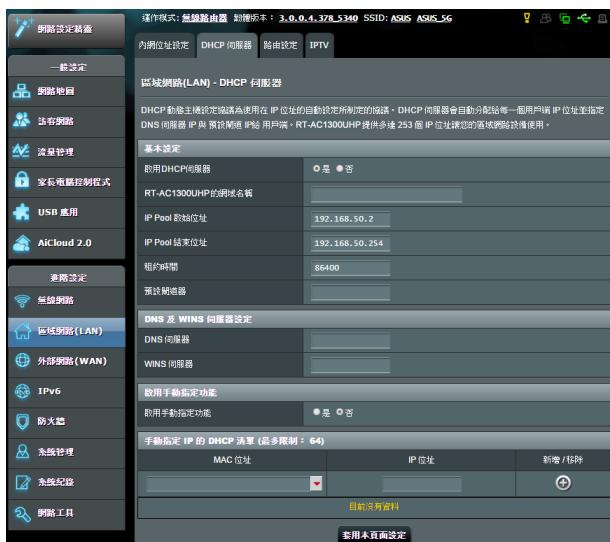 網路設定精靈
運作模式: 無線路由器 韌體版本: 3.0.0.4.378_5340 SSID: ASUS ASUS_5G
內網位址設定 DHCP 伺服器 路由設定 IPTV
一般設定
網路地圖
訪客網路
流量管理
家長電腦控制程式
USB 應用
AiCloud 2.0
進階設定
無線網路
區域網路(LAN)
外部網路(WAN)
IPv6
防火牆
系統管理
系統紀錄
網路工具
區域網路(LAN) - DHCP 伺服器
DHCP 動態主機設定協議為使用在 IP 位址的自動設定所制定的協議。DHCP 伺服器會自動分配給每一個用戶端 IP 位址並指定
DNS 伺服器 IP 與 預設閘道 IP給 用戶端。RT-AC1300UHP 提供多達 253 個 IP 位址讓您的區域網路設備使用。
基本設定
啟用DHCP伺服器 是 否
RT-AC1300UHP的網域名稱
IP Pool 啟始位址 192.168.50.2
IP Pool 結束位址 192.168.50.254
租約時間 86400
預設閘道器
DNS 及 WINS 伺服器設定
DNS 伺服器
WINS 伺服器
啟用手動指定功能
啟用手動指定功能 是 否
手動指定 IP 的 DHCP 清單 (最多限制 : 64)
MAC 位址 IP 位址 新增 / 移除
目前沒有資料
套用本頁面設定